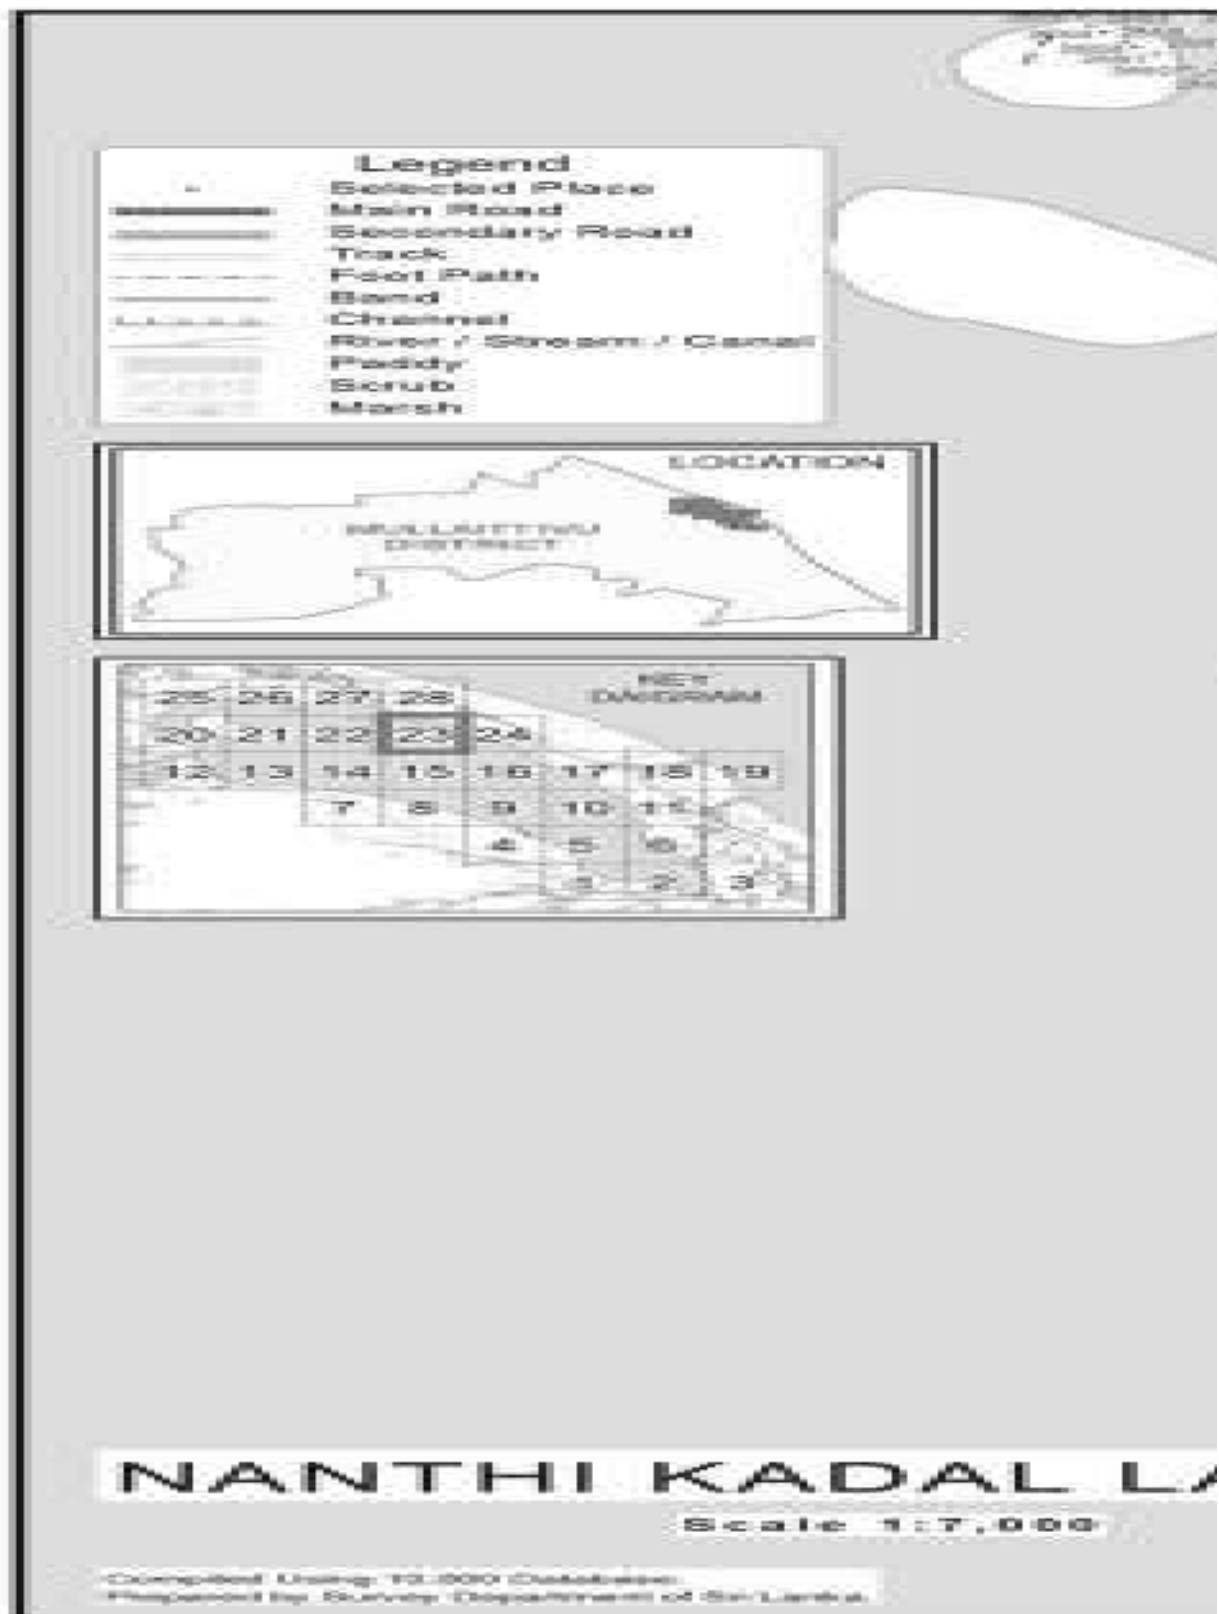 Legend
Selected Place
Main Road
Secondary Road
Track
Foot Path
Bund
Channel
River / Stream / Canal
Paddy
Scrub
Marsh
LOCATION
MULLAITTIVU
DISTRICT
KEY
DIAGRAM
25 26 27 28
20 21 22 23 24
12 13 14 15 16 17 18 19
7 8 9 10 11
4 5 6
1 2 3
NANTHI KADAL LA
Scale 1:7,000
Compiled Using 10,000 Database
Prepared by Survey Department of Sri Lanka